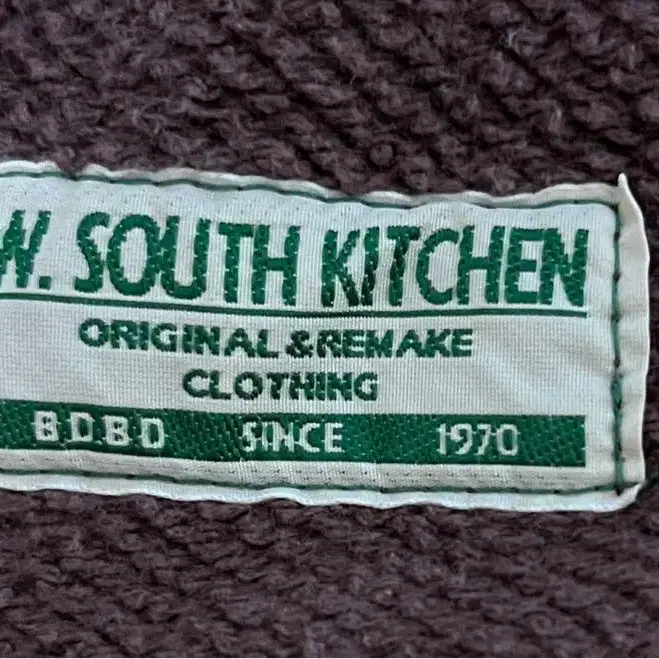 W. SOUTH KITCHEN
ORIGINAL & REMAKE
CLOTHING
B.D.B.D SINCE 1970